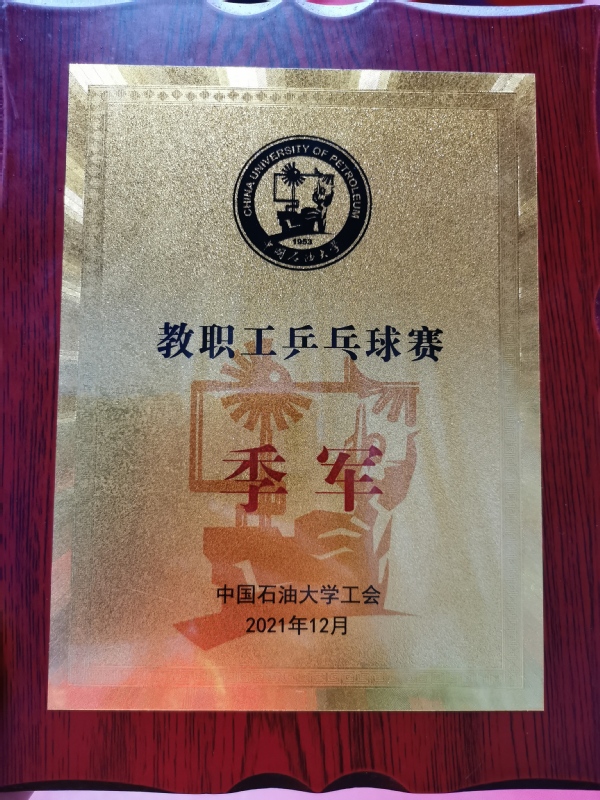 CHINA UNIVERSITY OF PETROLEUM
1953
中国石油大学
教职工乒乓球赛
季军
中国石油大学工会
2021年12月